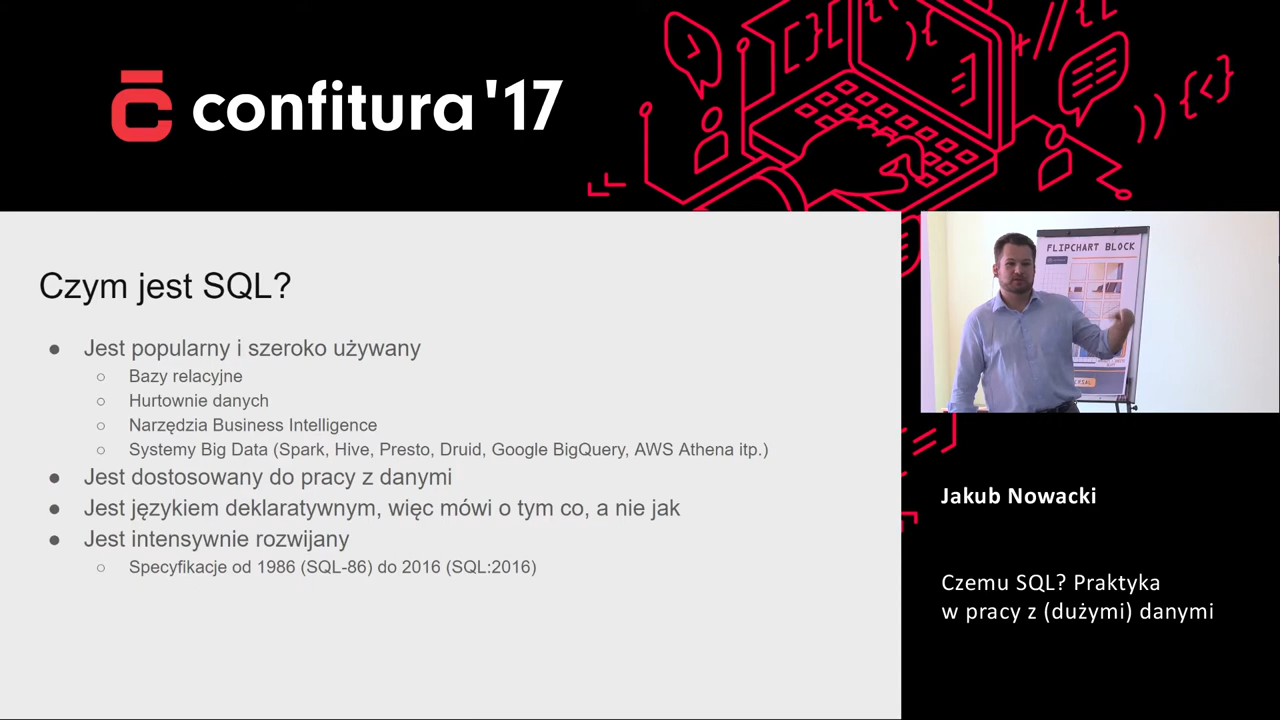 confitura '17
Czym jest SQL?
● Jest popularny i szeroko używany
○ Bazy relacyjne
○ Hurtownie danych
○ Narzędzia Business Intelligence
○ Systemy Big Data (Spark, Hive, Presto, Druid, Google BigQuery, AWS Athena itp.)
● Jest dostosowany do pracy z danymi
● Jest językiem deklaratywnym, więc mówi o tym co, a nie jak
● Jest intensywnie rozwijany
○ Specyfikacje od 1986 (SQL-86) do 2016 (SQL:2016)
FLIPCHART BLOCK
Jakub Nowacki
Czemu SQL? Praktyka
w pracy z (dużymi) danymi